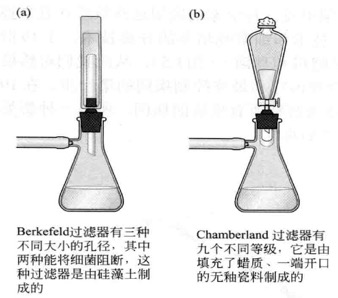 (a)
(b)
Berkefeld过滤器有三种
不同大小的孔径，其中
两种能将细菌阻断，这
种过滤器是由硅藻土制
成的
Chamberland 过滤器有
九个不同等级，它是由
填充了蜡质、一端开口
的无釉瓷料制成的